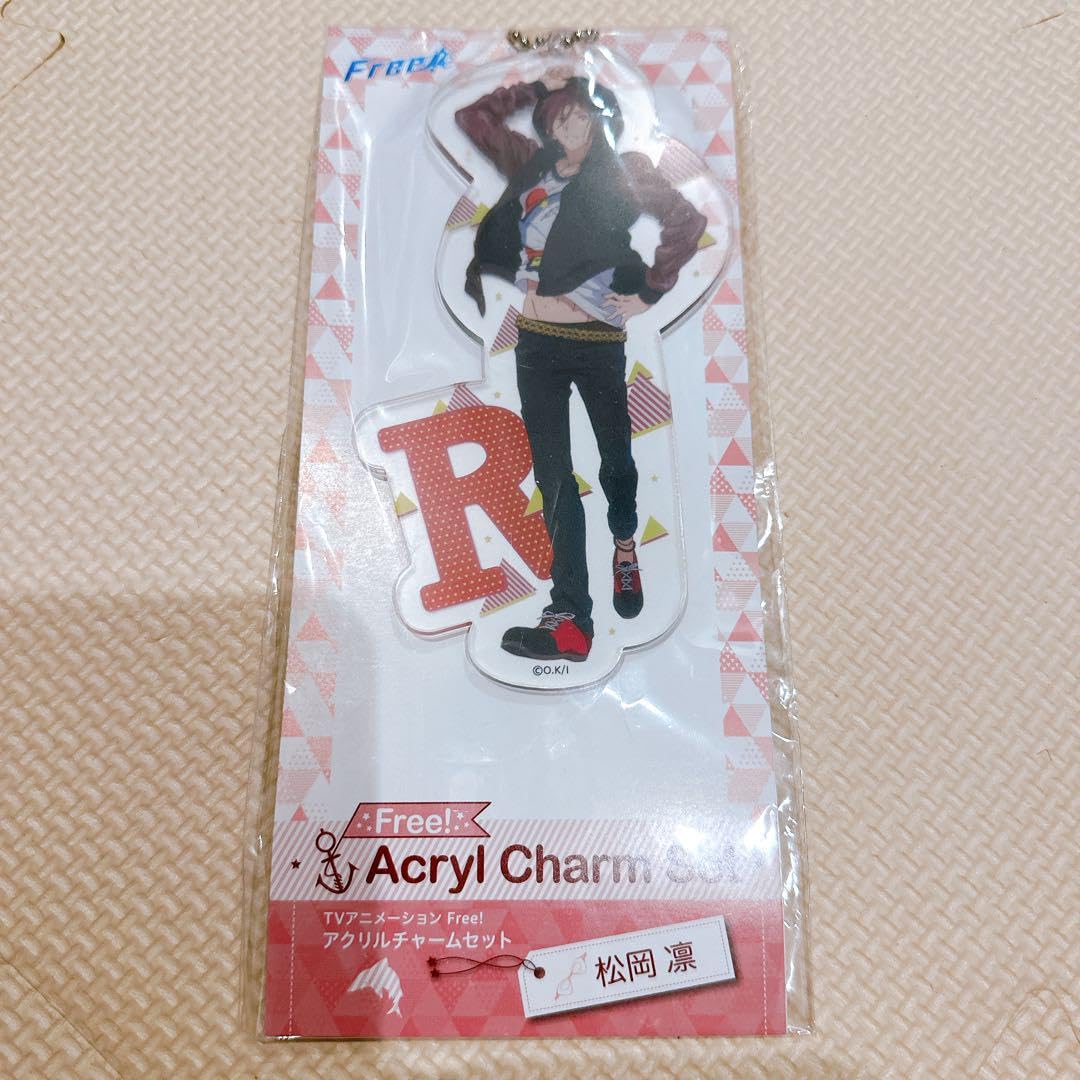 Free!
R
©O.K/I
Free!
Acryl Charm Set
TVアニメーション Free!
アクリルチャームセット
松岡 凛